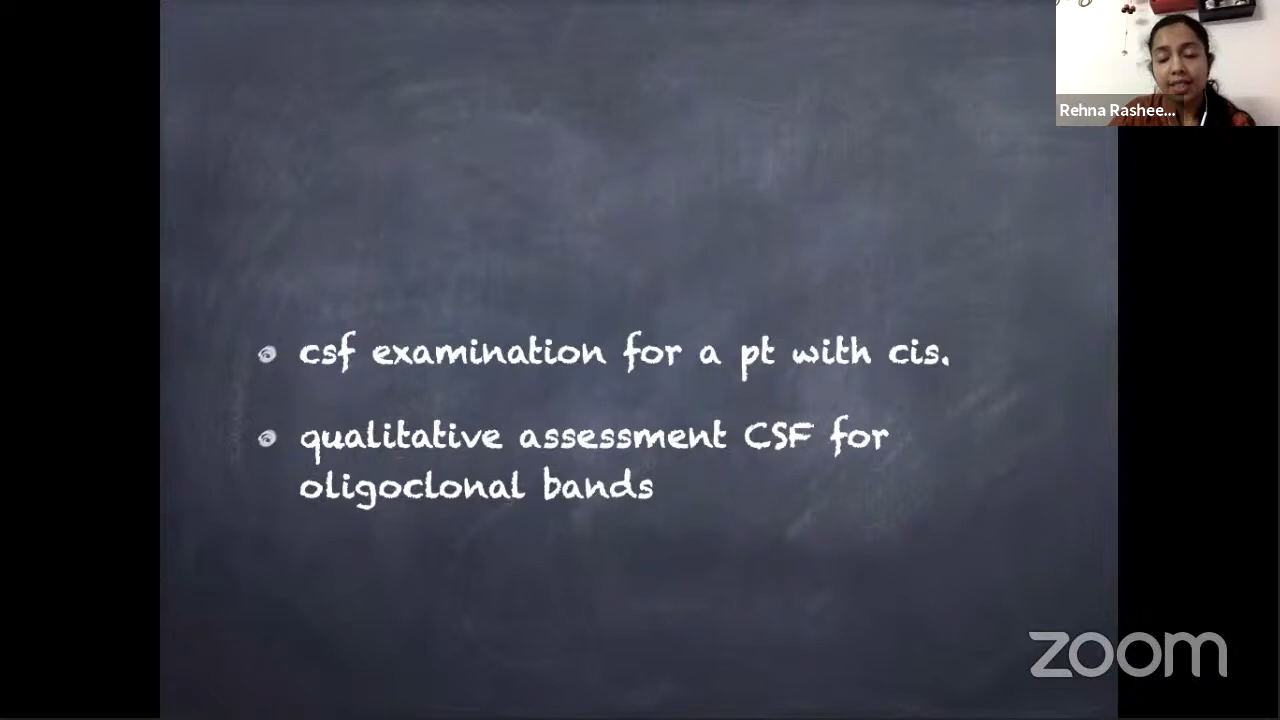 Rehna Rashee...
csf examination for a pt with cis.
qualitative assessment CSF for
oligoclonal bands
zoom